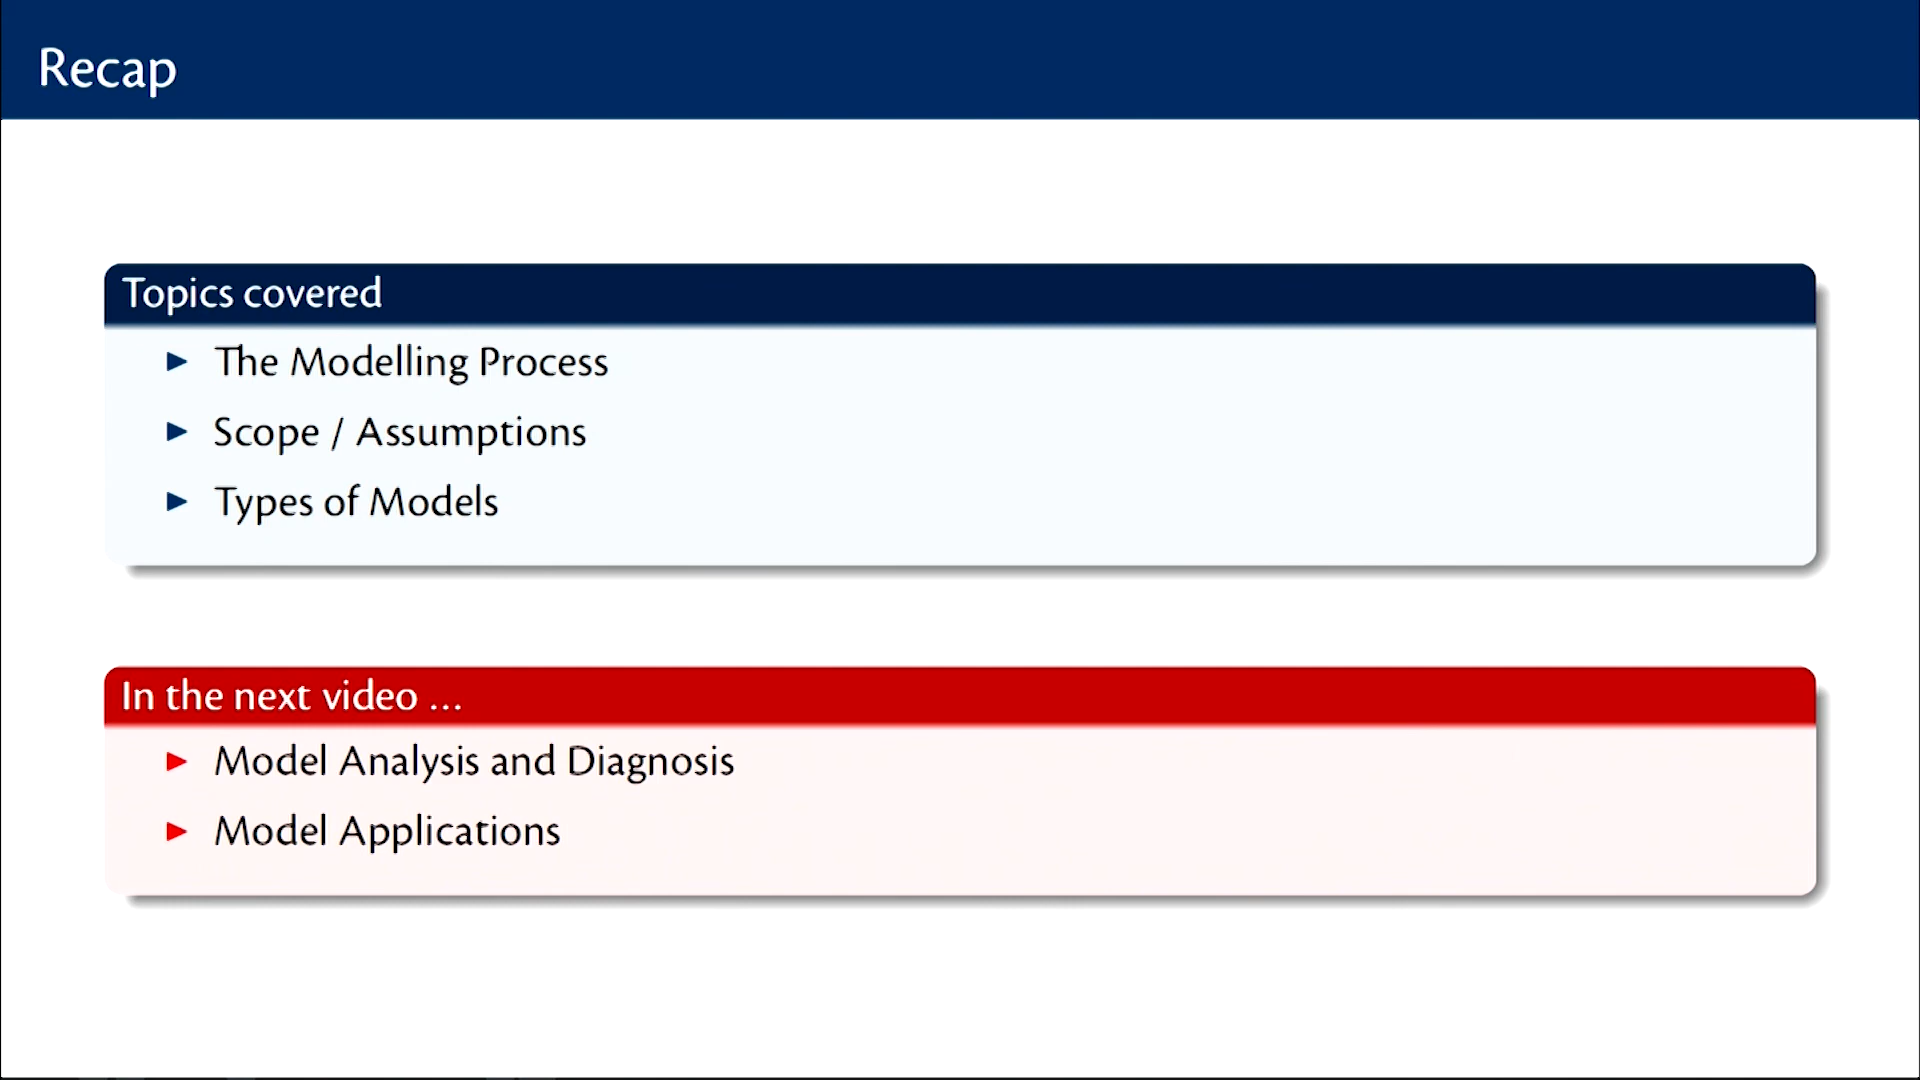 Recap
Topics covered
The Modelling Process
Scope / Assumptions
Types of Models
In the next video ...
Model Analysis and Diagnosis
Model Applications